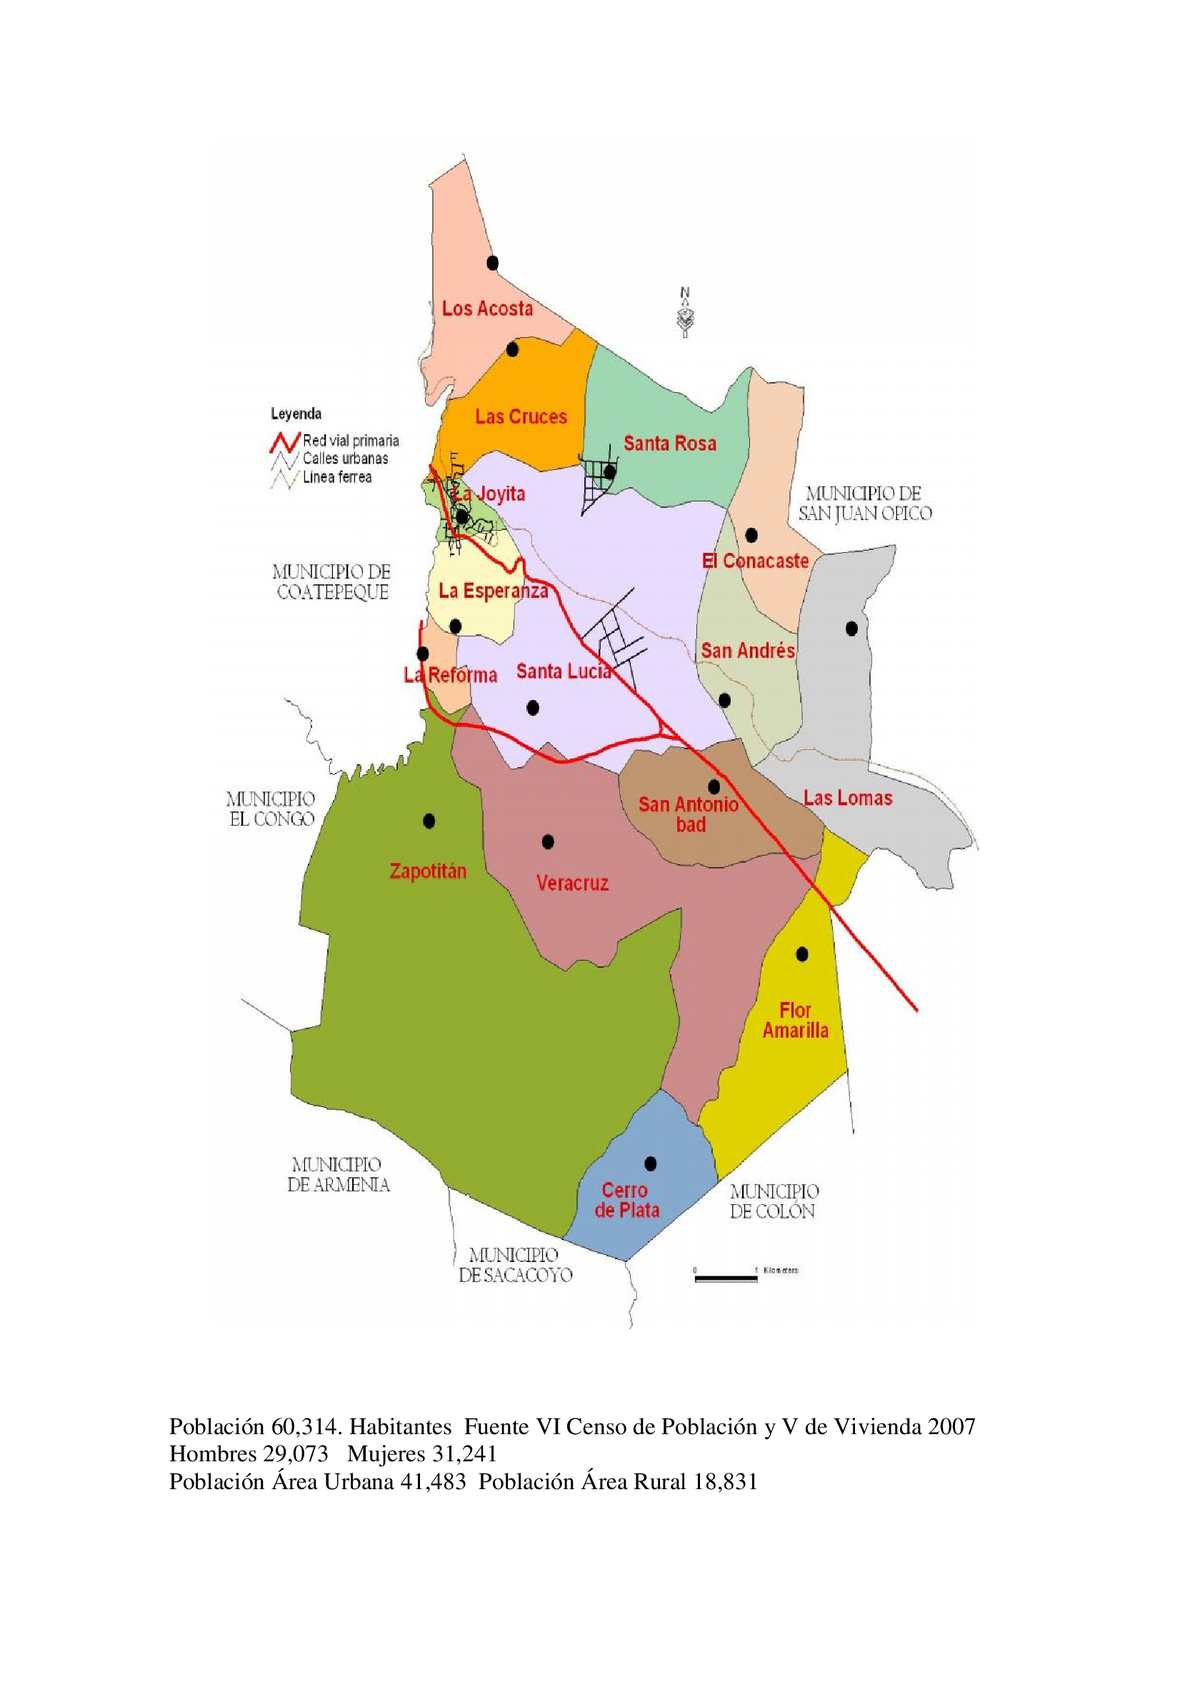 N
Los Acosta
Las Cruces
Santa Rosa
Leyenda
Red vial primaria
Calles urbanas
Línea ferrea
La Joyita
MUNICIPIO DE
SAN JUAN OPICO
El Conacaste
MUNICIPIO DE
COATEPEQUE
La Esperanza
San Andrés
La Reforma
Santa Lucía
MUNICIPIO
EL CONGO
San Antonio
bad
Las Lomas
Zapotitán
Veracruz
Flor
Amarilla
MUNICIPIO
DE ARMENIA
Cerro
de Plata
MUNICIPIO
DE COLÓN
MUNICIPIO
DE SACACOYO
0 1 Kilometers
Población 60,314. Habitantes Fuente VI Censo de Población y V de Vivienda 2007
Hombres 29,073 Mujeres 31,241
Población Área Urbana 41,483 Población Área Rural 18,831